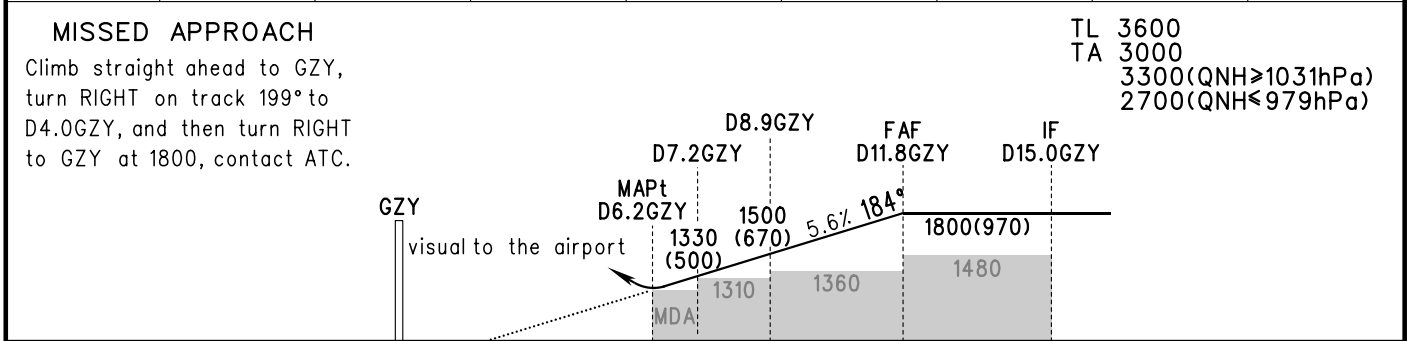 MISSED APPROACH
Climb straight ahead to GZY,
turn RIGHT on track 199° to
D4.0GZY, and then turn RIGHT
to GZY at 1800, contact ATC.
TL 3600
TA 3000
3300(QNH≥1031hPa)
2700(QNH≤979hPa)
GZY
visual to the airport
MAPt
D6.2GZY
D7.2GZY
D8.9GZY
FAF
D11.8GZY
IF
D15.0GZY
1330
(500)
1500
(670)
5.6% 184°
1800(970)
MDA
1310
1360
1480